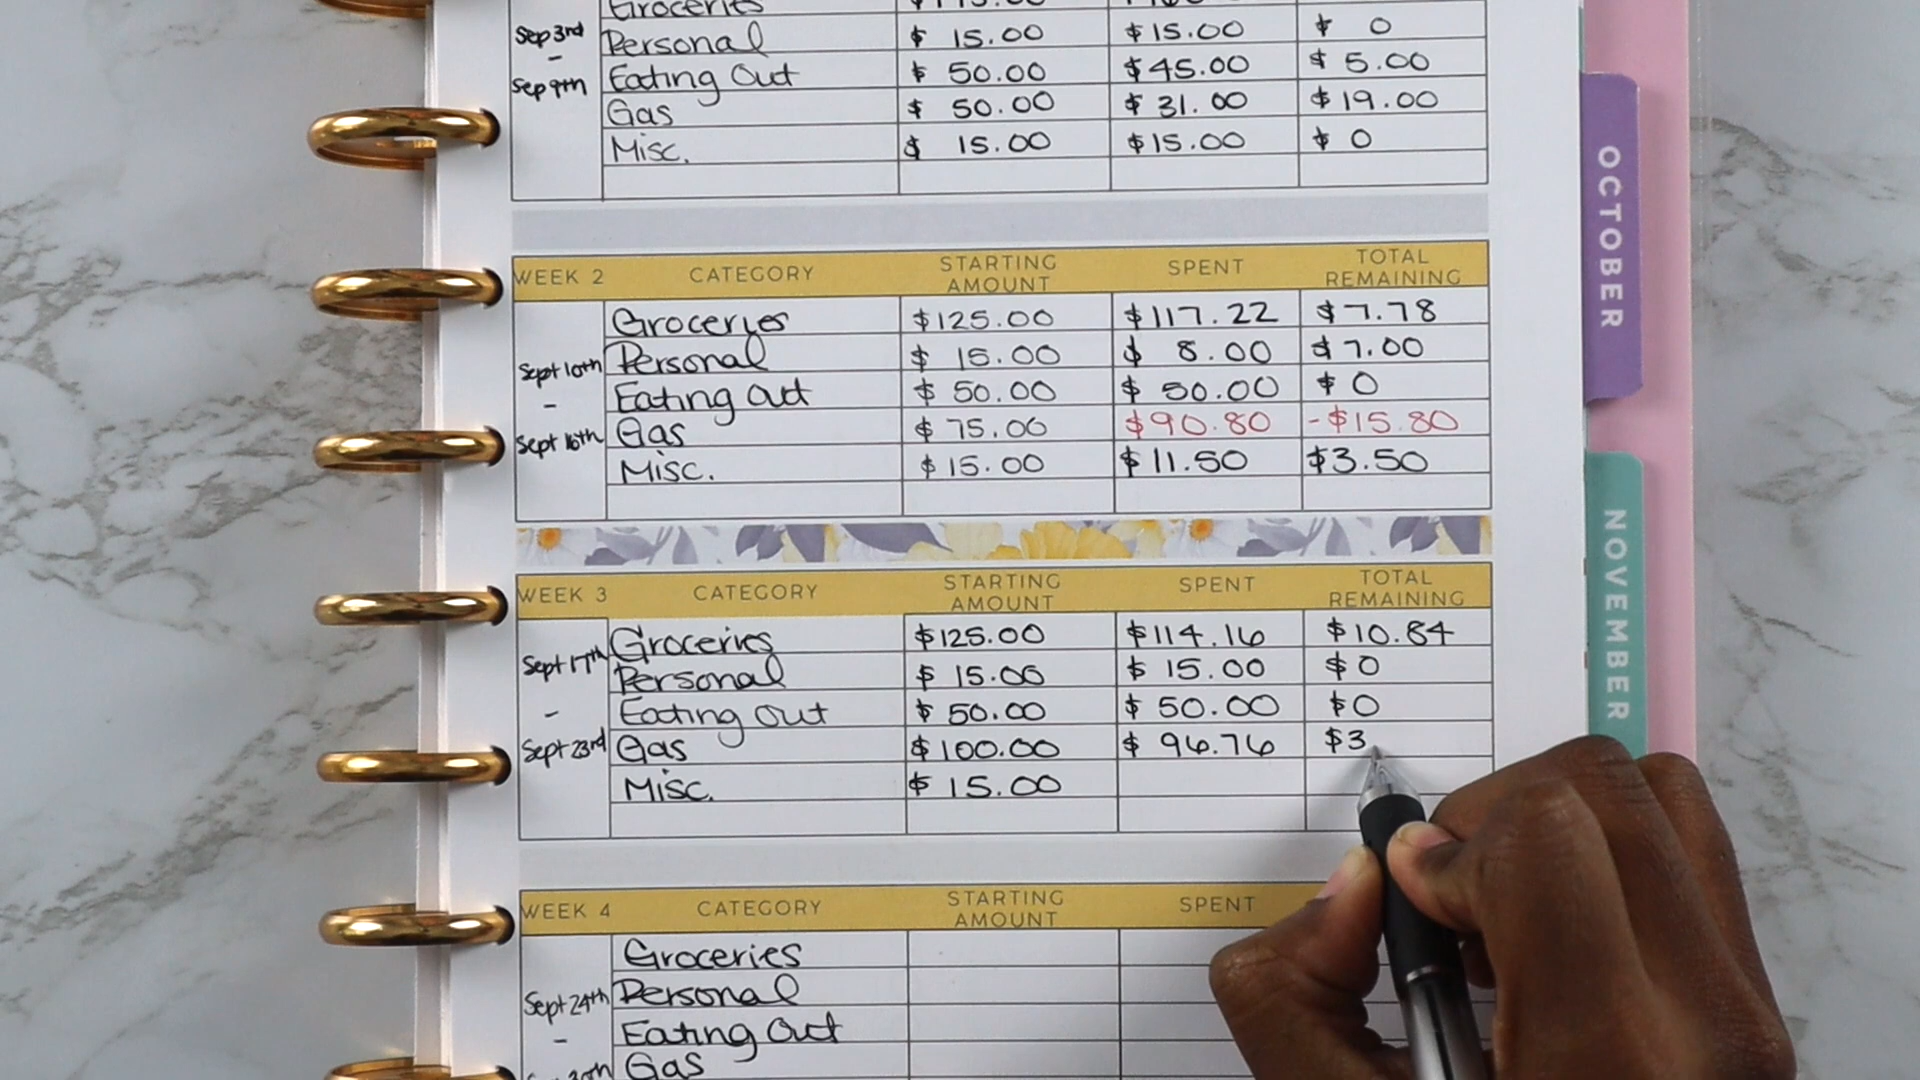 Groceries
Sep 3rd Personal $ 15.00 $15.00 $ 0
-
Eating Out $ 50.00 $45.00 $ 5.00
Sep 9th Gas $ 50.00 $ 31.00 $ 19.00
Misc. $ 15.00 $15.00 $ 0
WEEK 2 CATEGORY STARTING AMOUNT SPENT TOTAL REMAINING
Groceries $125.00 $117.22 $7.78
Sept 10th Personal $ 15.00 $ 8.00 $7.00
- Eating Out $ 50.00 $ 50.00 $ 0
Sept 16th Gas $ 75.00 $90.80 -$15.80
Misc. $ 15.00 $11.50 $3.50
WEEK 3 CATEGORY STARTING AMOUNT SPENT TOTAL REMAINING
Groceries $125.00 $114.16 $10.84
Sept 17th Personal $ 15.00 $ 15.00 $0
- Eating Out $ 50.00 $ 50.00 $0
Sept 23rd Gas $100.00 $ 96.76 $3
Misc. $ 15.00
WEEK 4 CATEGORY STARTING AMOUNT SPENT
Groceries
Sept 24th Personal
- Eating Out
Gas
OCTOBER
NOVEMBER